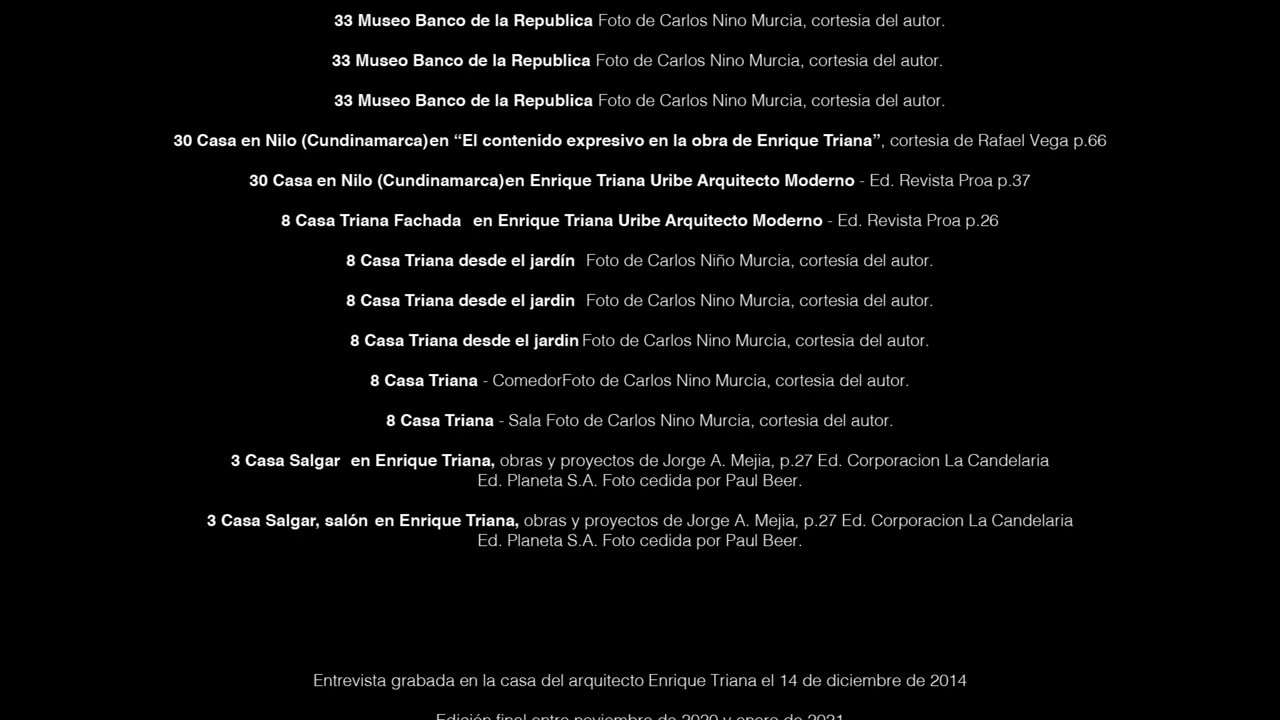 33 Museo Banco de la Republica Foto de Carlos Nino Murcia, cortesia del autor.
33 Museo Banco de la Republica Foto de Carlos Nino Murcia, cortesia del autor.
33 Museo Banco de la Republica Foto de Carlos Nino Murcia, cortesia del autor.
30 Casa en Nilo (Cundinamarca)en “El contenido expresivo en la obra de Enrique Triana”, cortesia de Rafael Vega p.66
30 Casa en Nilo (Cundinamarca)en Enrique Triana Uribe Arquitecto Moderno - Ed. Revista Proa p.37
8 Casa Triana Fachada en Enrique Triana Uribe Arquitecto Moderno - Ed. Revista Proa p.26
8 Casa Triana desde el jardín Foto de Carlos Niño Murcia, cortesía del autor.
8 Casa Triana desde el jardin Foto de Carlos Nino Murcia, cortesia del autor.
8 Casa Triana desde el jardin Foto de Carlos Nino Murcia, cortesia del autor.
8 Casa Triana - ComedorFoto de Carlos Nino Murcia, cortesia del autor.
8 Casa Triana - Sala Foto de Carlos Nino Murcia, cortesia del autor.
3 Casa Salgar en Enrique Triana, obras y proyectos de Jorge A. Mejia, p.27 Ed. Corporacion La Candelaria
Ed. Planeta S.A. Foto cedida por Paul Beer.
3 Casa Salgar, salón en Enrique Triana, obras y proyectos de Jorge A. Mejia, p.27 Ed. Corporacion La Candelaria
Ed. Planeta S.A. Foto cedida por Paul Beer.
Entrevista grabada en la casa del arquitecto Enrique Triana el 14 de diciembre de 2014
Edición final entre noviembre de 2020 y enero de 2021